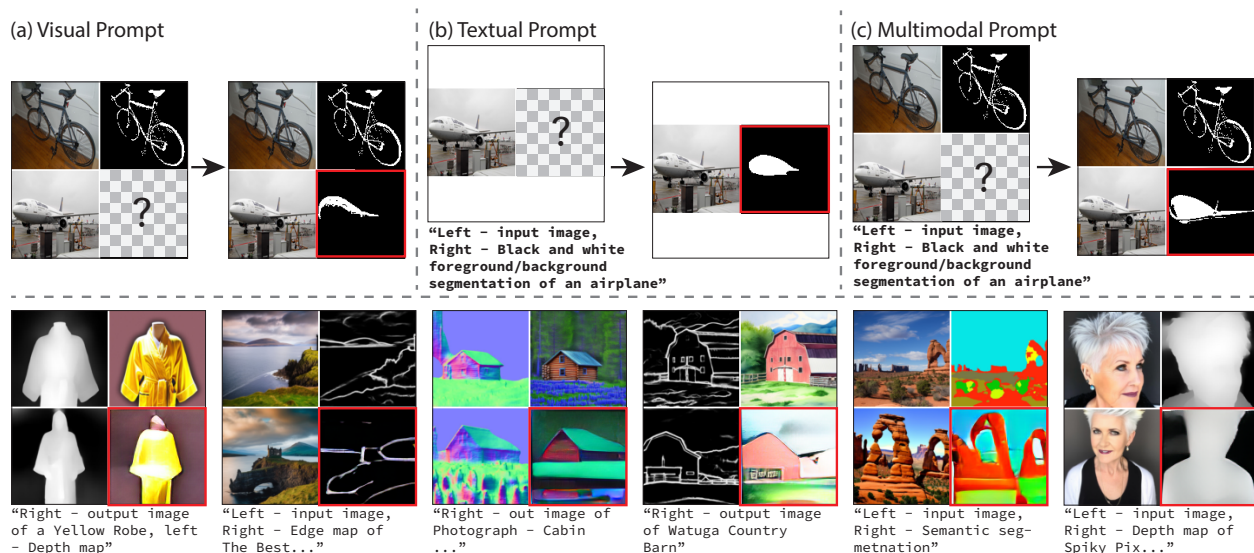 (a) Visual Prompt
(b) Textual Prompt
(c) Multimodal Prompt
?
?
?
“Left – input image,
Right – Black and white
foreground/background
segmentation of an airplane”
“Left – input image,
Right – Black and white
foreground/background
segmentation of an airplane”
“Right – output image
of a Yellow Robe, left
– Depth map”
“Left – input image,
Right – Edge map of
The Best...”
“Right – out image of
Photograph – Cabin
...”
“Right – output image
of Watuga Country
Barn”
“Left – input image,
Right – Semantic seg-
metnation”
“Left – input image,
Right – Depth map of
Spiky Pix...”